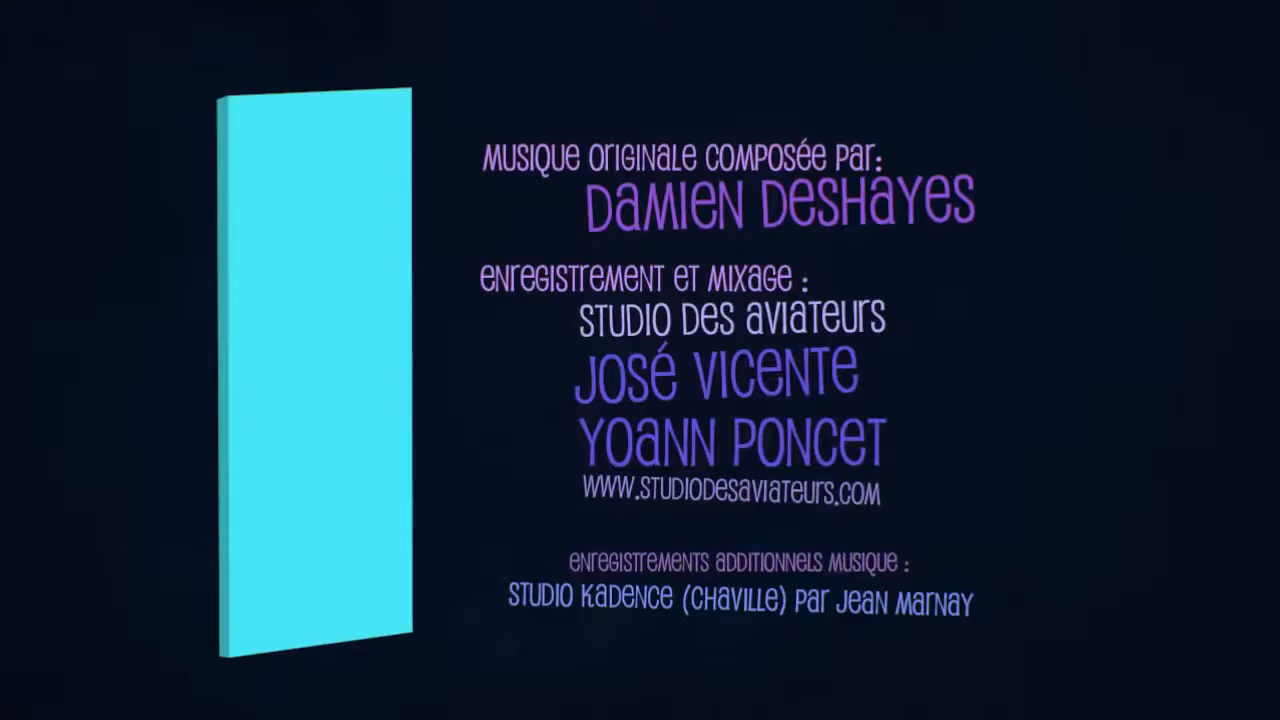 MUSIQUE ORIGINALE COMPOSÉE PAR:
DAMIEN DESHAYES
ENREGISTREMENT ET MIXAGE :
STUDIO DES AVIATEURS
JOSÉ VICENTE
YOANN PONCET
WWW.STUDIODESAVIATEURS.COM
ENREGISTREMENTS ADDITIONNELS MUSIQUE :
STUDIO KADENCE (CHAVILLE) PAR JEAN MARNAY